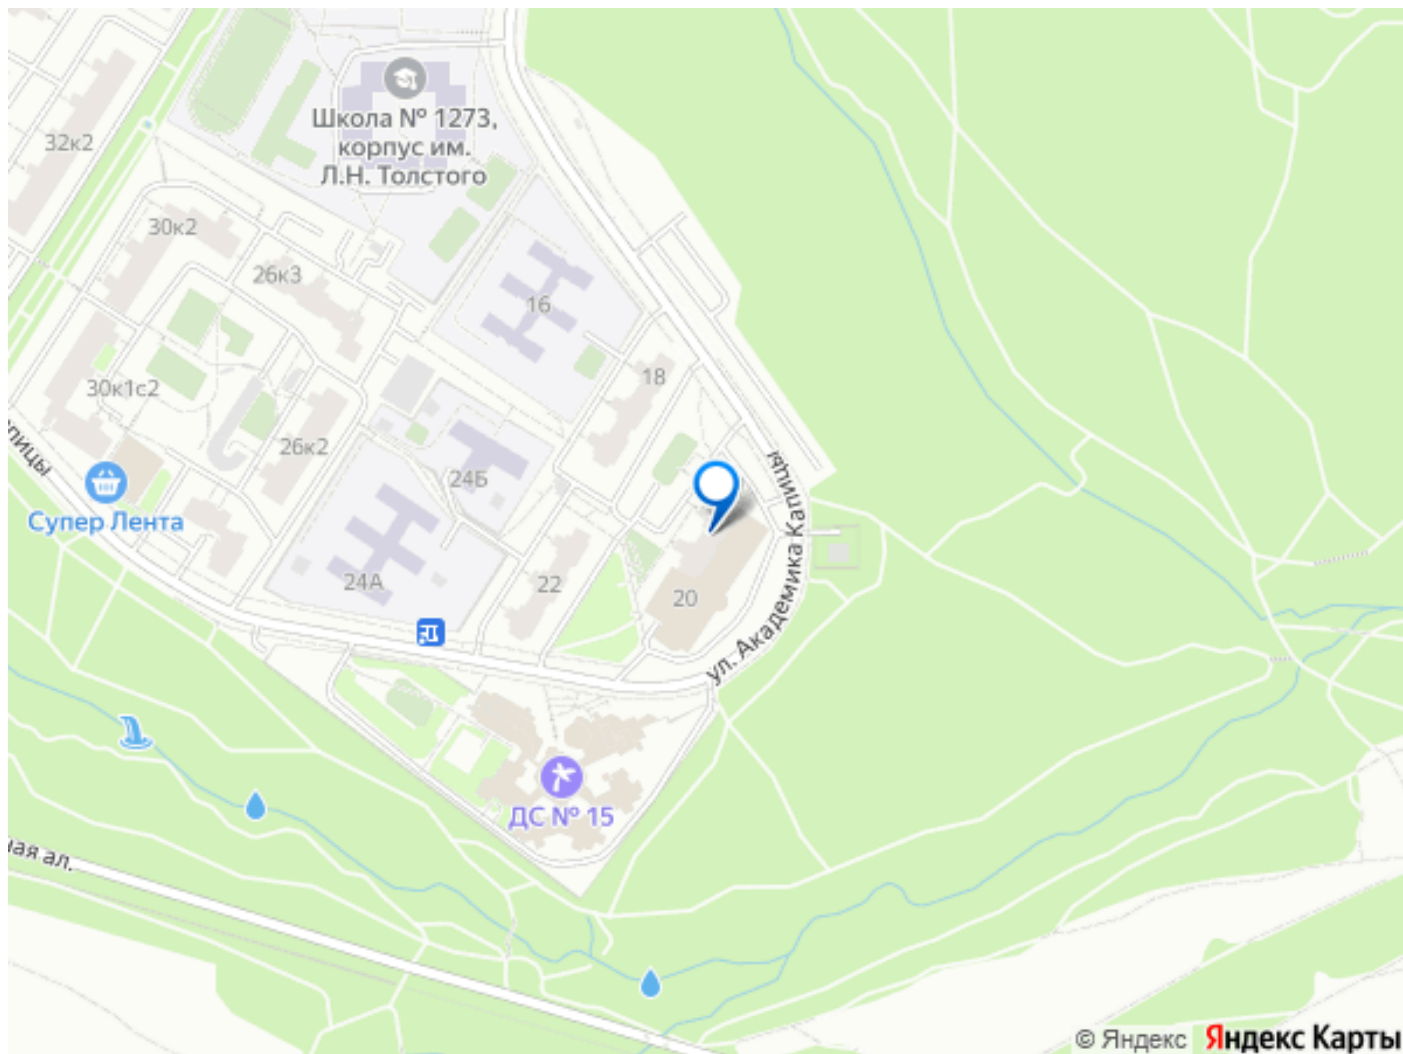 Школа № 1273,
корпус им.
Л.Н. Толстого
32к2
30к2
26к3
16
18
30к1с2
26к2
24Б
Супер Лента
24А
22
20
ул. Академика Капицы
ДС № 15
© Яндекс Яндекс Карты